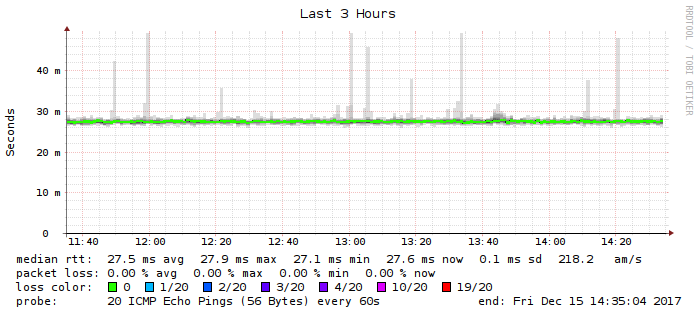 Last 3 Hours
RRDTOOL / TOBI OETIKER
Seconds
40 m
30 m
20 m
10 m
0
11:40 12:00 12:20 12:40 13:00 13:20 13:40 14:00 14:20
median rtt: 27.5 ms avg 27.9 ms max 27.1 ms min 27.6 ms now 0.1 ms sd 218.2 am/s
packet loss: 0.00 % avg 0.00 % max 0.00 % min 0.00 % now
loss color: 0 1/20 2/20 3/20 4/20 10/20 19/20
probe: 20 ICMP Echo Pings (56 Bytes) every 60s end: Fri Dec 15 14:35:04 2017